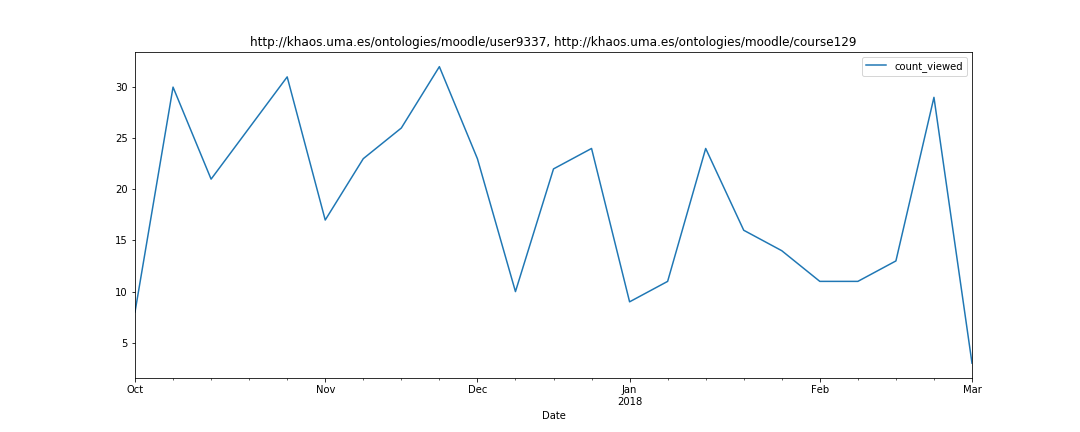 http://khaos.uma.es/ontologies/moodle/user9337, http://khaos.uma.es/ontologies/moodle/course129
count_viewed
30
25
20
15
10
5
Oct
Nov
Dec
Jan
2018
Feb
Mar
Date